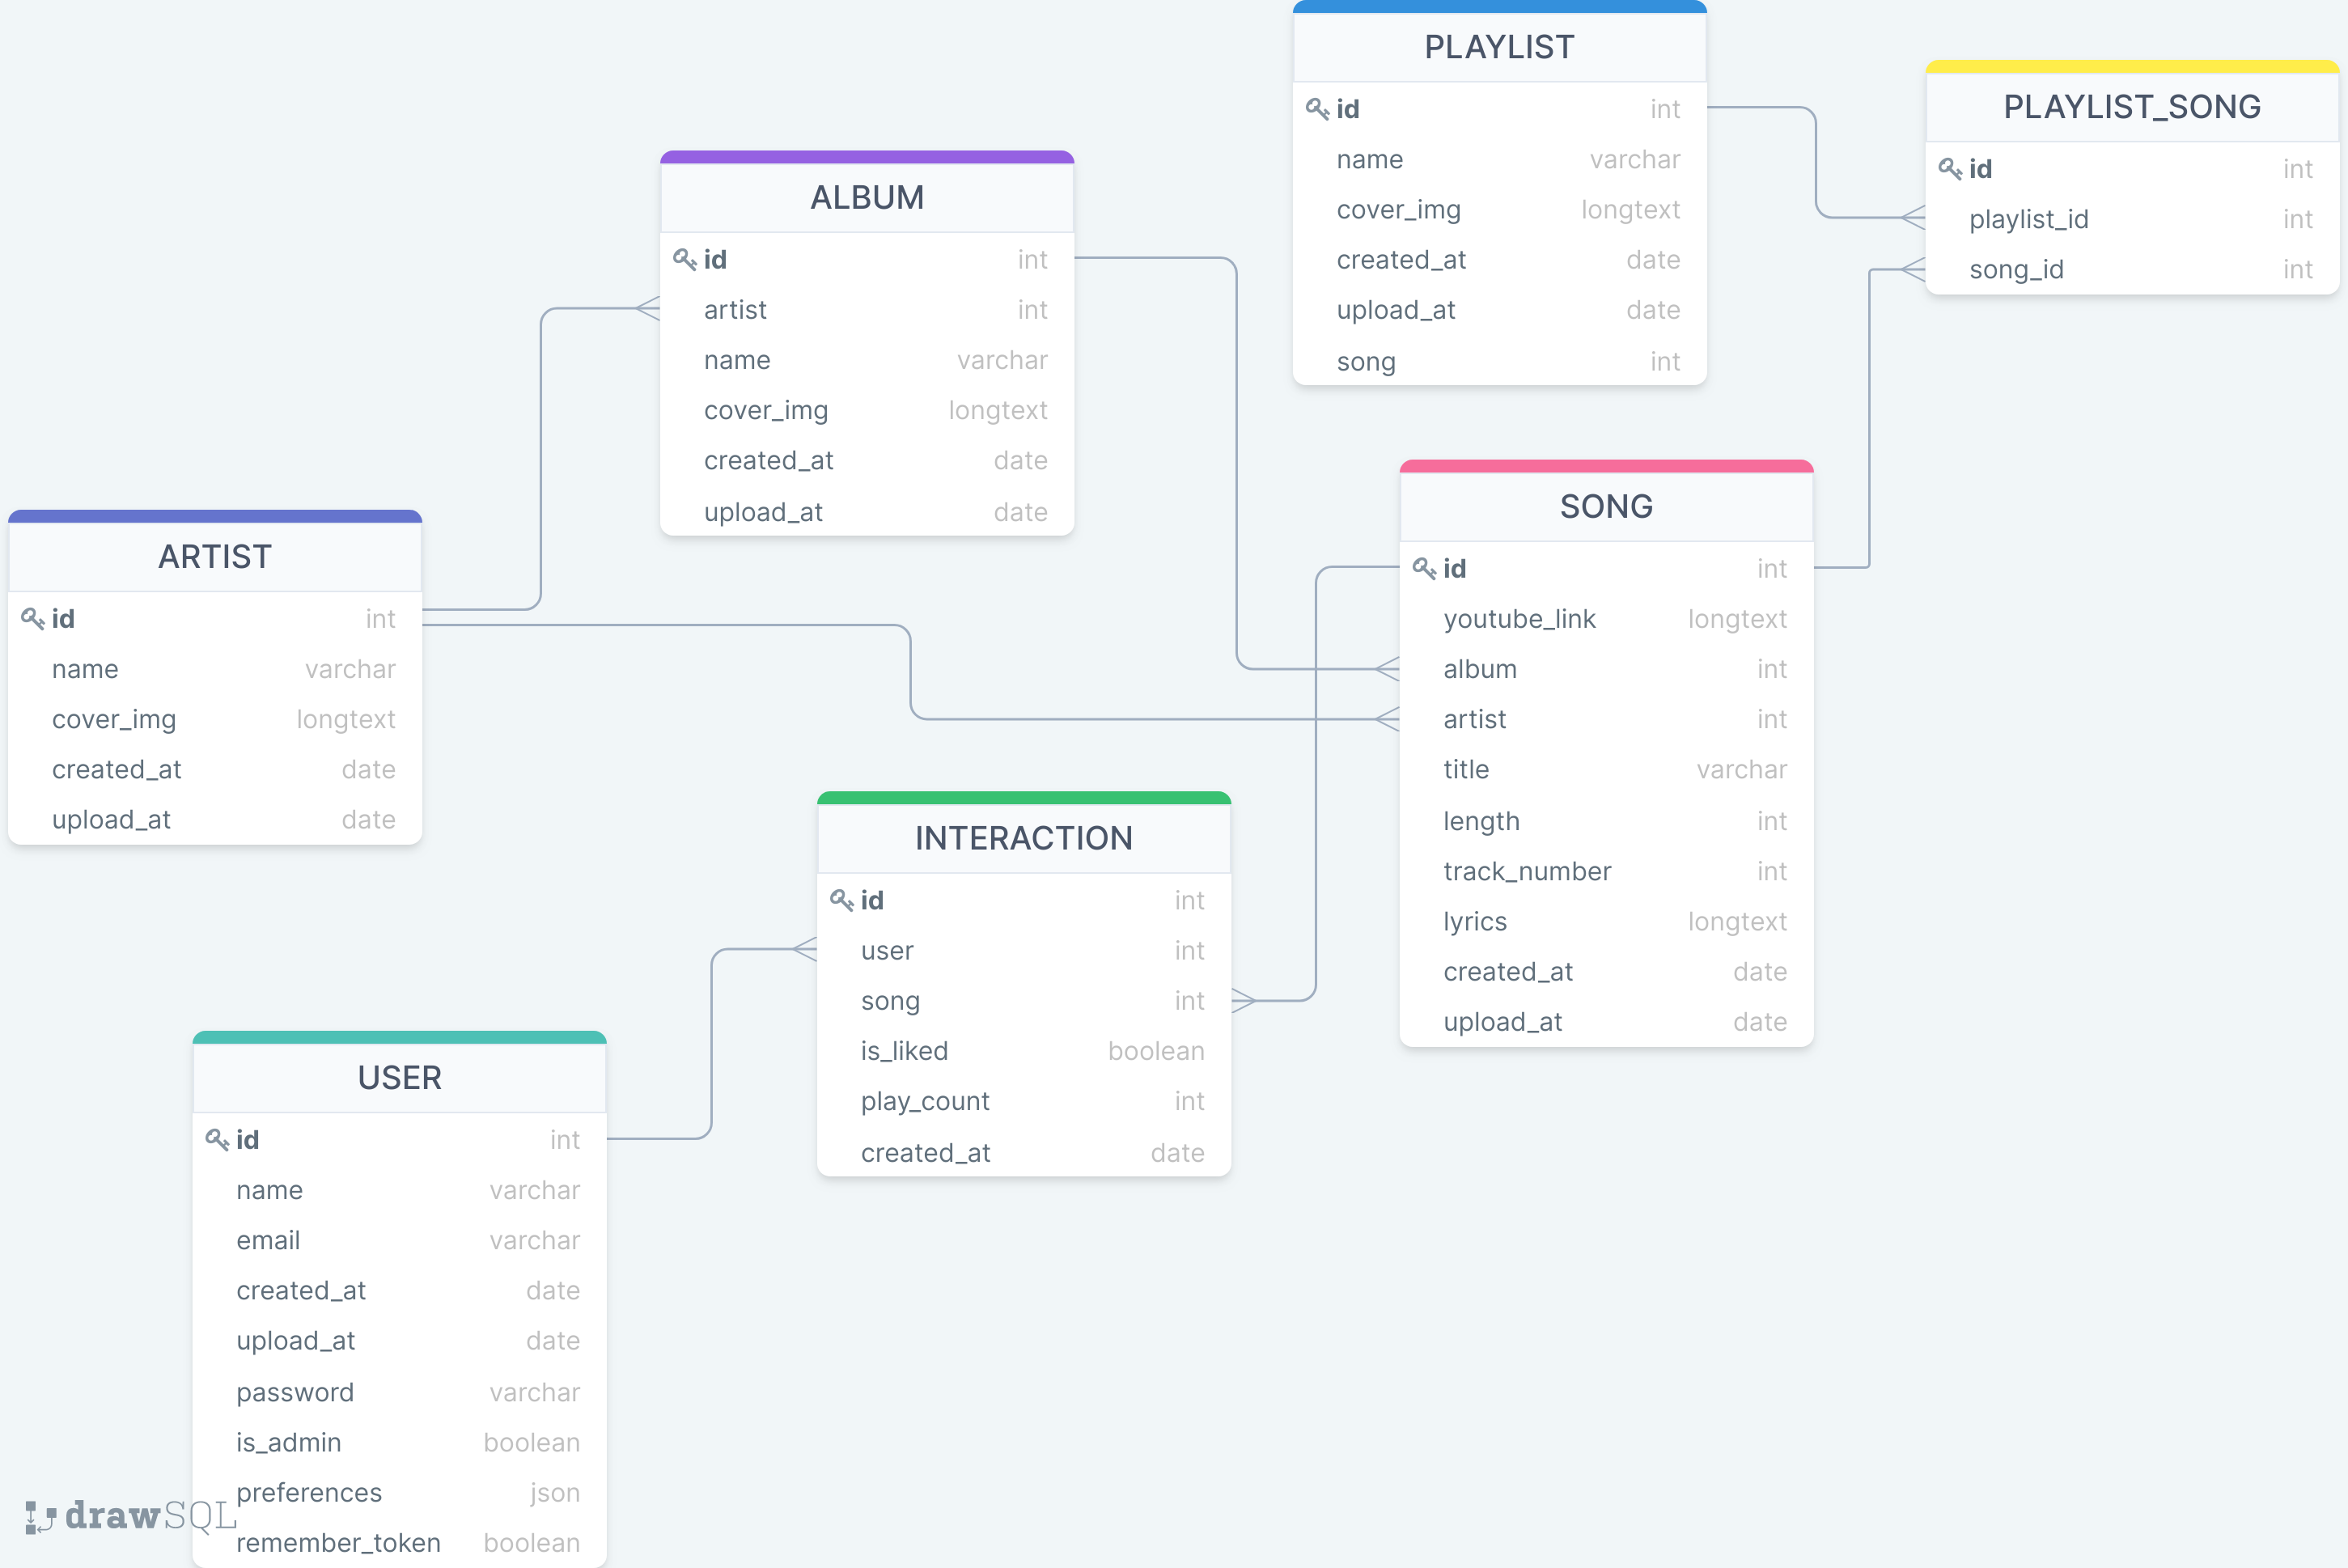 PLAYLIST
id int
name varchar
cover_img longtext
created_at date
upload_at date
song int
PLAYLIST_SONG
id int
playlist_id int
song_id int
ALBUM
id int
artist int
name varchar
cover_img longtext
created_at date
upload_at date
SONG
id int
youtube_link longtext
album int
artist int
title varchar
length int
track_number int
lyrics longtext
created_at date
upload_at date
ARTIST
id int
name varchar
cover_img longtext
created_at date
upload_at date
INTERACTION
id int
user int
song int
is_liked boolean
play_count int
created_at date
USER
id int
name varchar
email varchar
created_at date
upload_at date
password varchar
is_admin boolean
preferences json
remember_token boolean
drawSQL